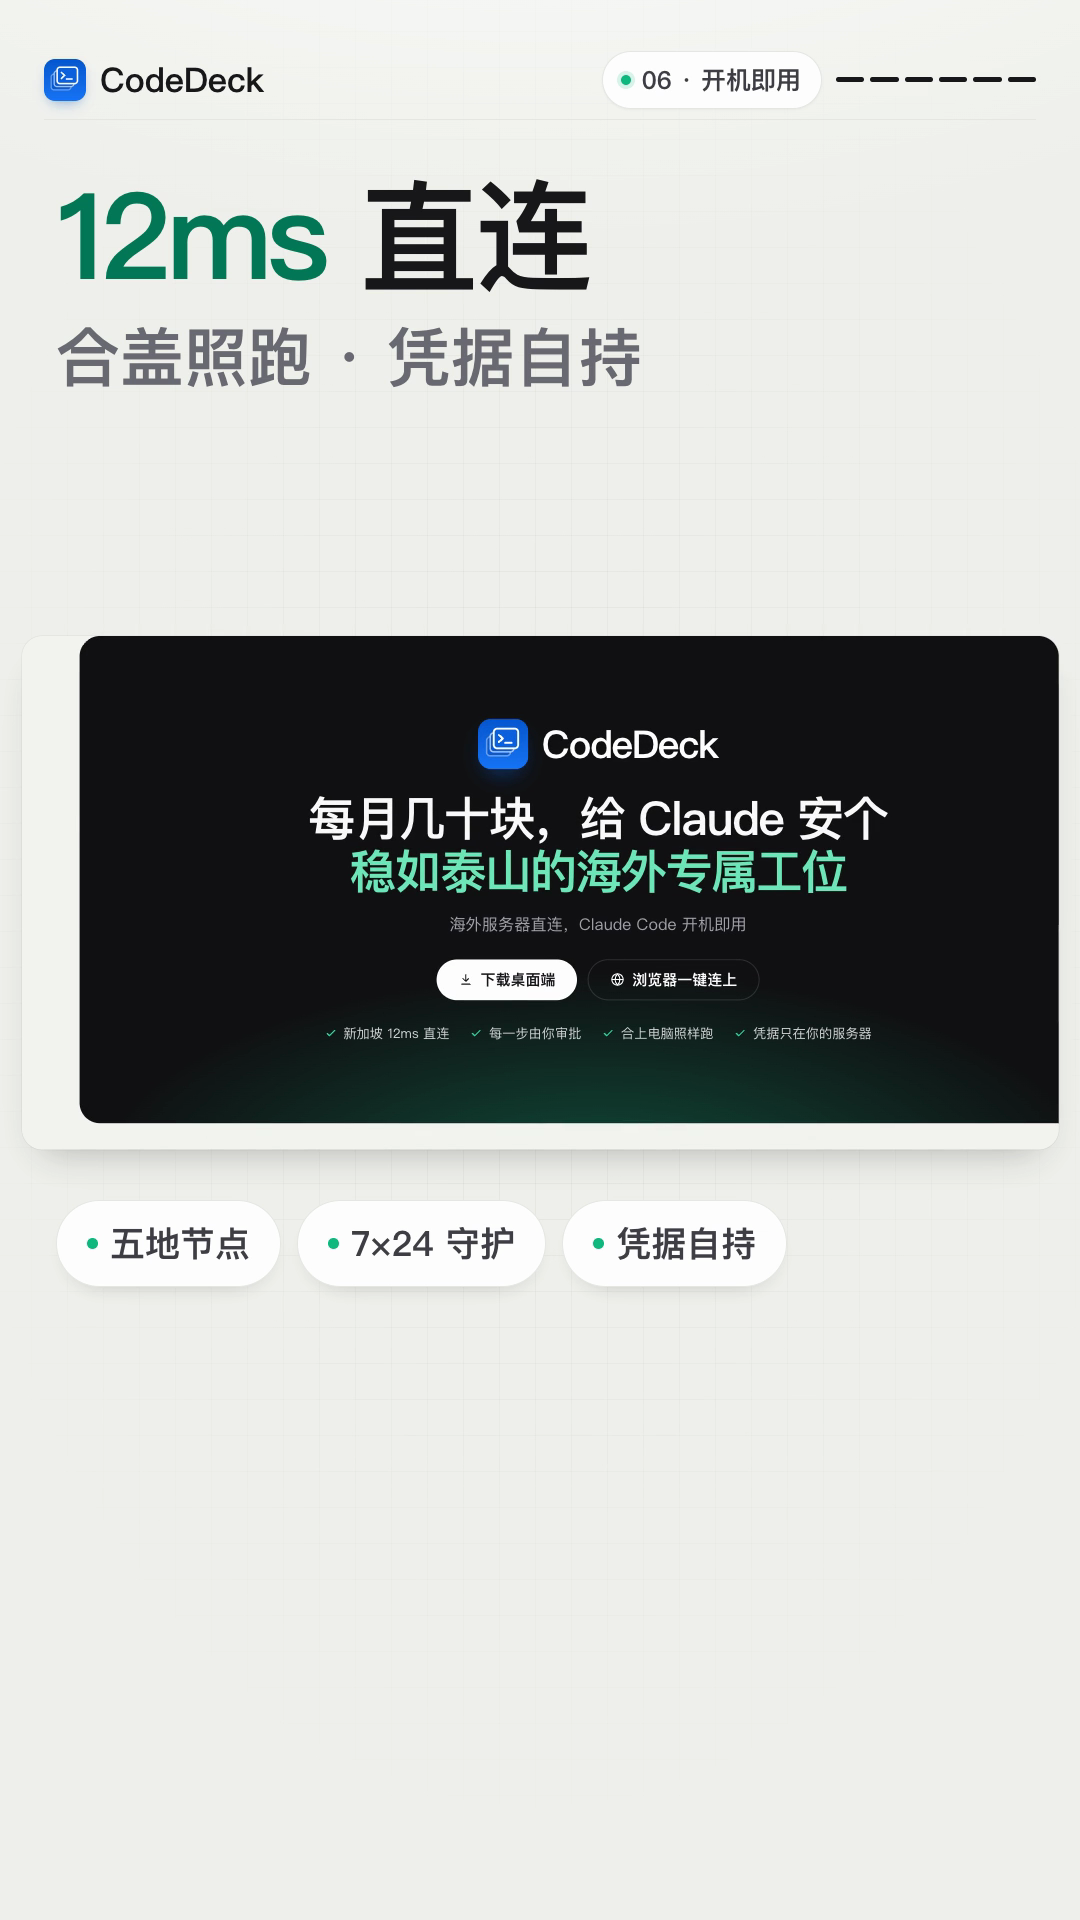 CodeDeck
06 · 开机即用
12ms 直连
合盖照跑 · 凭据自持
CodeDeck
每月几十块，给 Claude 安个
稳如泰山的海外专属工位
海外服务器直连，Claude Code 开机即用
下载桌面端
浏览器一键连上
新加坡 12ms 直连
每一步由你审批
合上电脑照样跑
凭据只在你的服务器
五地节点
7×24 守护
凭据自持